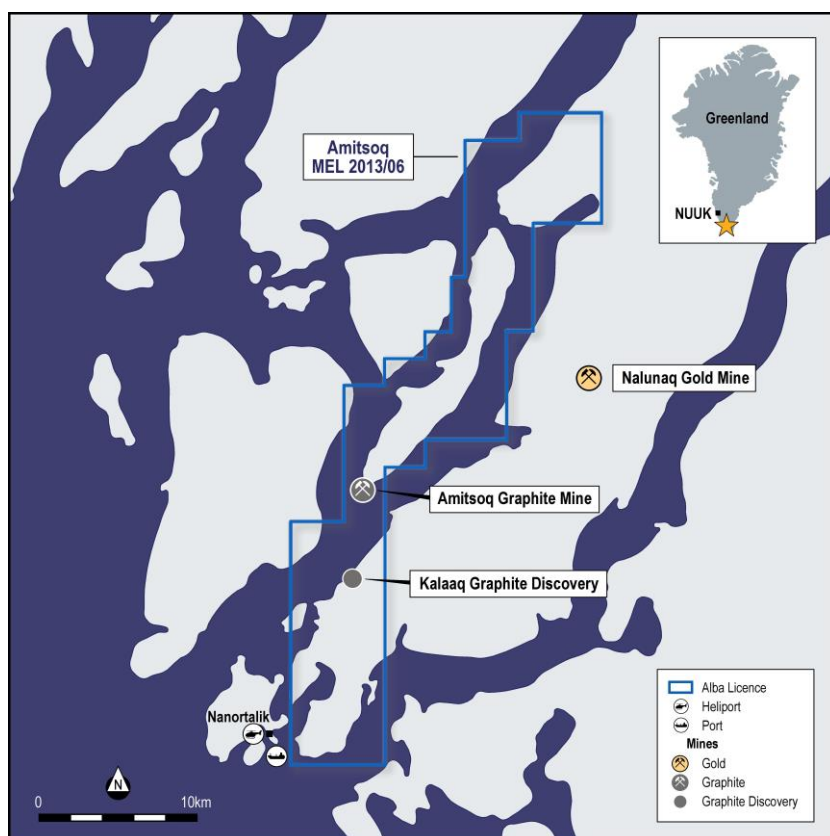 Amitsoq
MEL 2013/06
Greenland
NUUK
Nalunaq Gold Mine
Amitsoq Graphite Mine
Kalaaq Graphite Discovery
Nanortalik
N
0 10km
Alba Licence
Heliport
Port
Mines
Gold
Graphite
Graphite Discovery